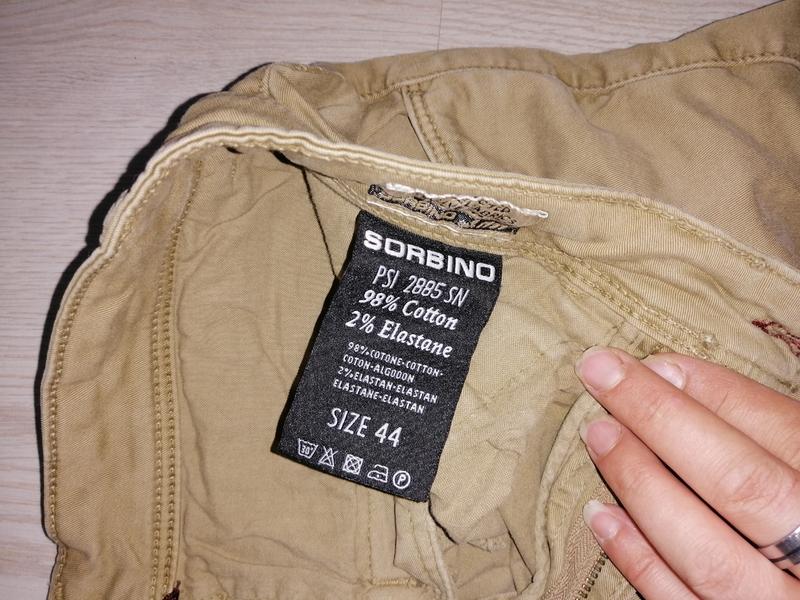 SORBINO
PSI 2885 SN
98% Cotton
2% Elastane
98%COTONE-COTTON-
COTON-ALGODON
2%ELASTAN-ELASTAN
ELASTANE-ELASTAN
SIZE 44
30°
P